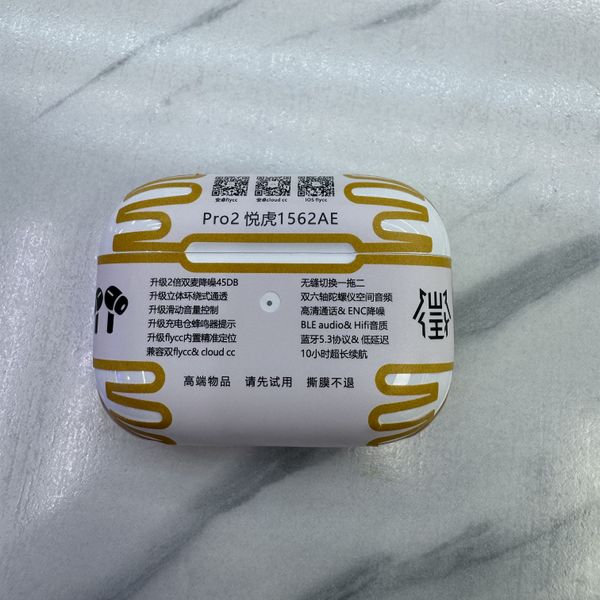 安卓flycc 安卓cloud cc iOS flycc
Pro2 悦虎1562AE
升级2倍双麦降噪45DB
升级立体环绕式通透
升级滑动音量控制
升级充电仓蜂鸣器提示
升级flycc内置精准定位
兼容双flycc& cloud cc
无缝切换一拖二
双六轴陀螺仪空间音频
高清通话& ENC降噪
BLE audio& Hifi音质
蓝牙5.3协议& 低延迟
10小时超长续航
高端物品 请先试用 撕膜不退